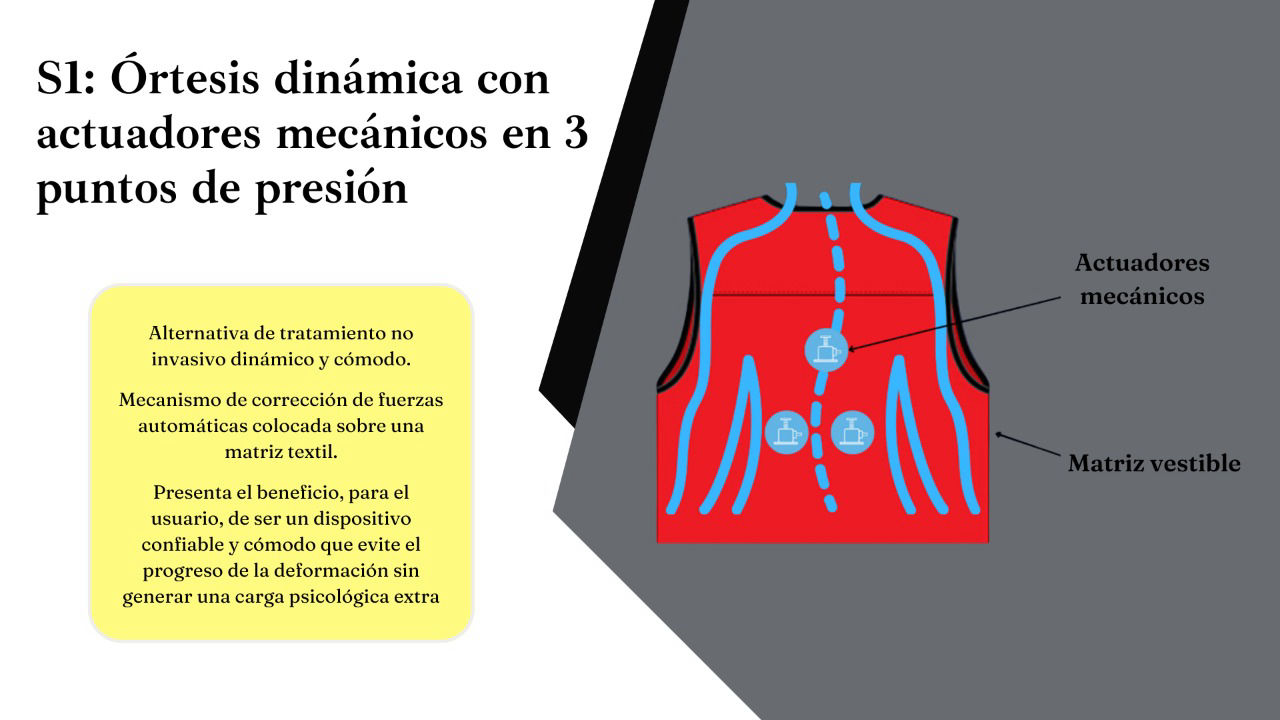 S1: Órtesis dinámica con
actuadores mecánicos en 3
puntos de presión
Alternativa de tratamiento no
invasivo dinámico y cómodo.
Mecanismo de corrección de fuerzas
automáticas colocada sobre una
matriz textil.
Presenta el beneficio, para el
usuario, de ser un dispositivo
confiable y cómodo que evite el
progreso de la deformación sin
generar una carga psicológica extra
Actuadores
mecánicos
Matriz vestible